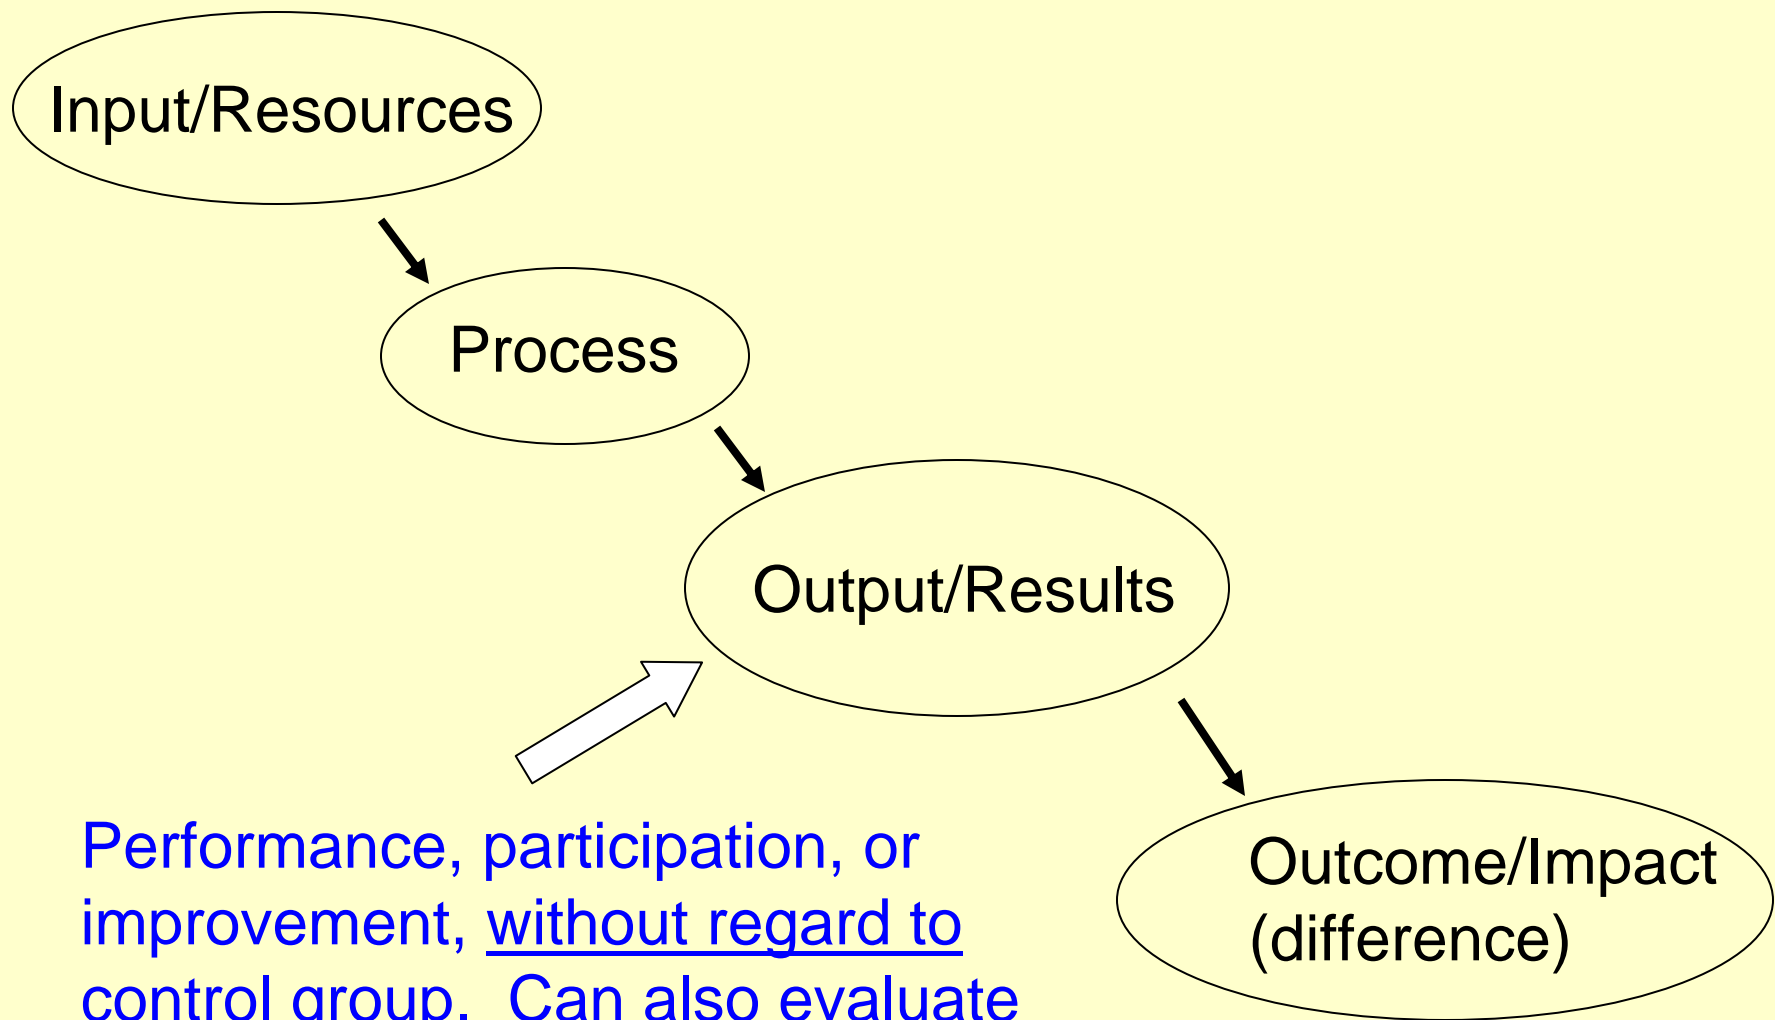 Input/Resources
Process
Output/Results
Performance, participation, or
improvement, without regard to
control group. Can also evaluate
Outcome/Impact
(difference)